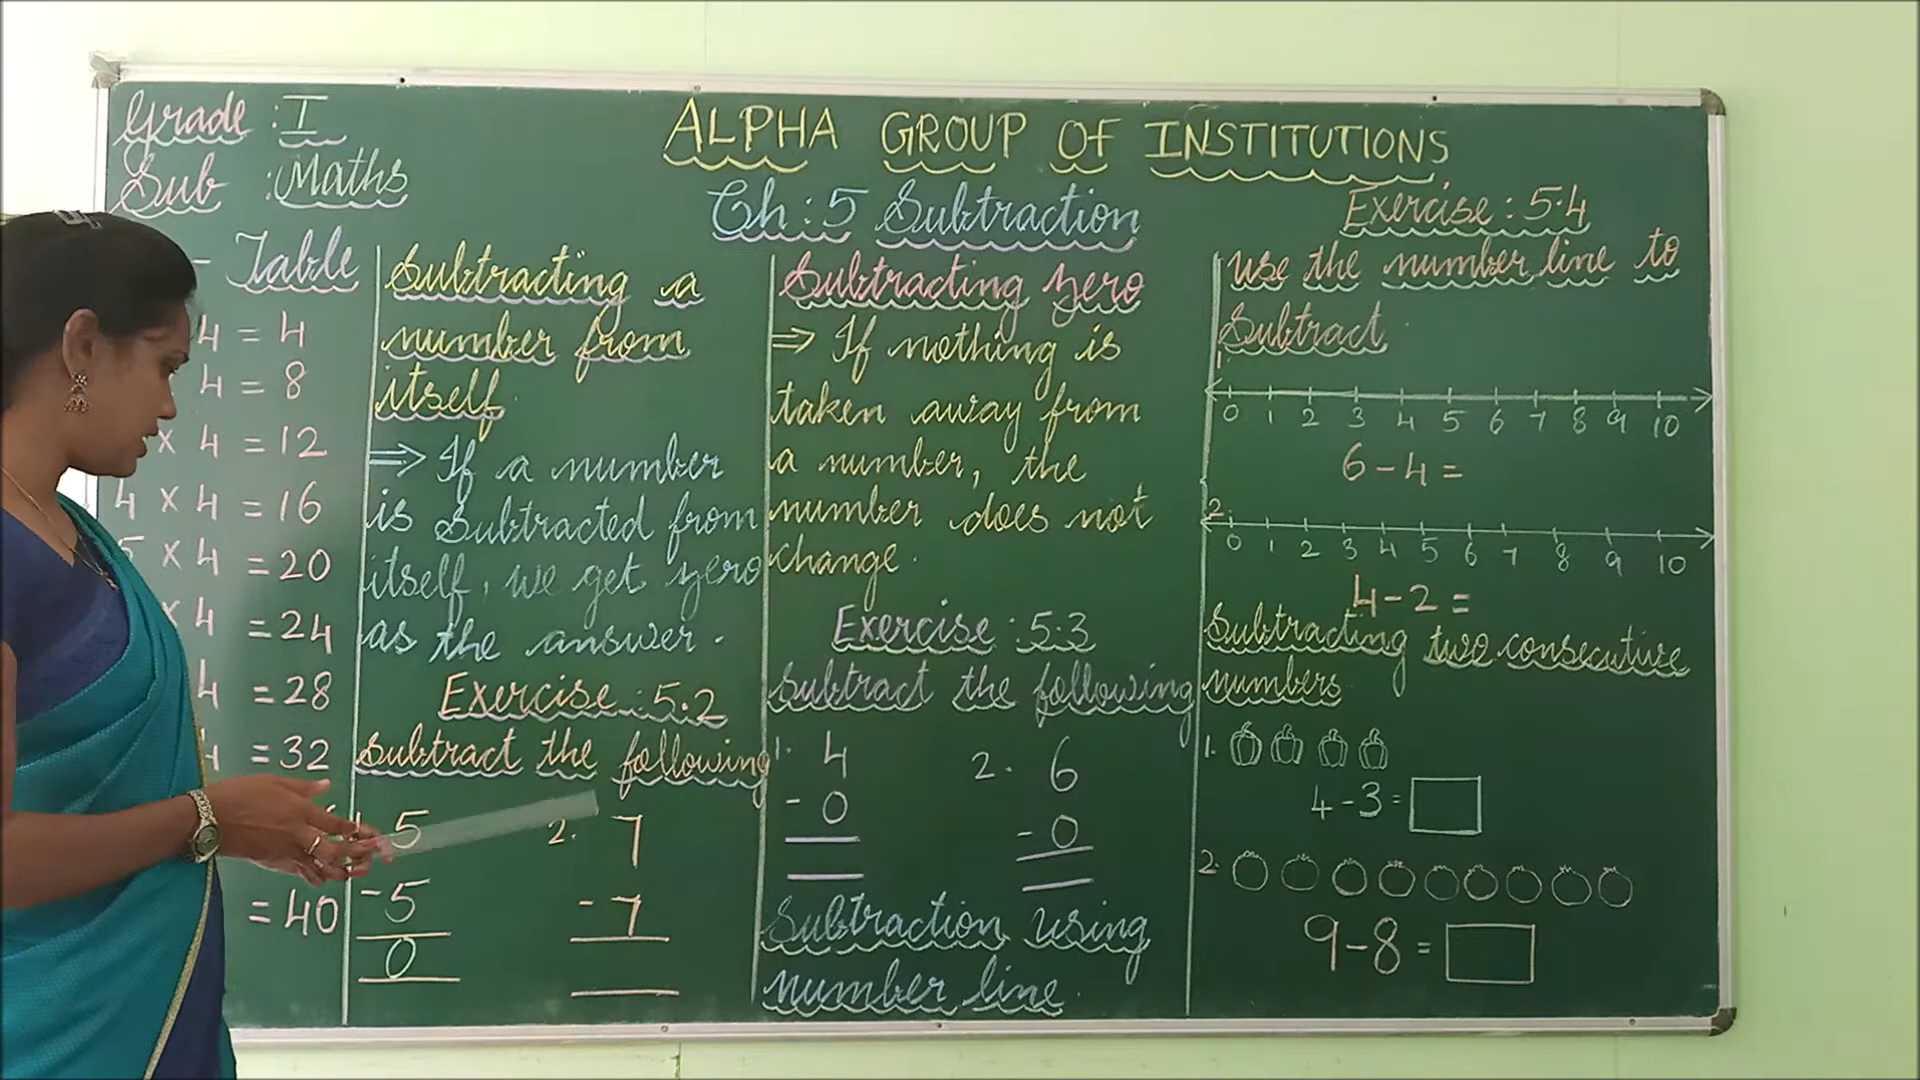 ALPHA GROUP OF INSTITUTIONS
Grade : I
Sub : Maths
Ch : 5 Subtraction
- Table
4 = 4
4 = 8
x 4 = 12
4 x 4 = 16
5 x 4 = 20
x 4 = 24
4 = 28
4 = 32
= 40
Subtracting a
number from
itself.
⇒ If a number
is Subtracted from
itself, we get zero
as the answer.
Exercise : 5.2
Subtract the following
5
2. 7
- 5
- 7
0
Subtracting zero
⇒ If nothing is
taken away from
a number, the
number does not
change.
Exercise : 5.3
Subtract the following
1. 4
2. 6
- 0
- 0
Subtraction using
number line.
Exercise : 5.4
Use the number line to
Subtract.
1
0 1 2 3 4 5 6 7 8 9 10
6 - 4 =
2.
0 1 2 3 4 5 6 7 8 9 10
4 - 2 =
Subtracting two consecutive
numbers
1.
4 - 3 =
2.
9 - 8 =